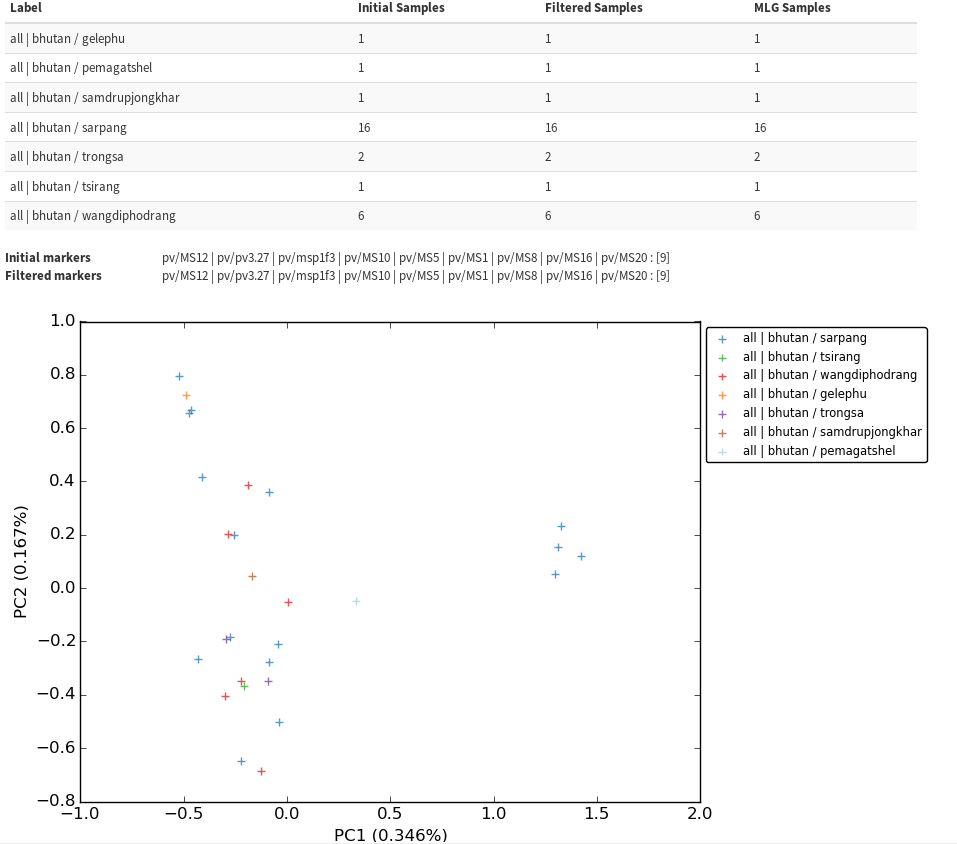 Label Initial Samples Filtered Samples MLG Samples
all | bhutan / gelephu 1 1 1
all | bhutan / pemagatshel 1 1 1
all | bhutan / samdrupjongkhar 1 1 1
all | bhutan / sarpang 16 16 16
all | bhutan / trongsa 2 2 2
all | bhutan / tsirang 1 1 1
all | bhutan / wangdiphodrang 6 6 6
Initial markers pv/MS12 | pv/pv3.27 | pv/msp1f3 | pv/MS10 | pv/MS5 | pv/MS1 | pv/MS8 | pv/MS16 | pv/MS20 : [9]
Filtered markers pv/MS12 | pv/pv3.27 | pv/msp1f3 | pv/MS10 | pv/MS5 | pv/MS1 | pv/MS8 | pv/MS16 | pv/MS20 : [9]
1.0
0.8
0.6
0.4
0.2
0.0
−0.2
−0.4
−0.6
−0.8
PC2 (0.167%)
−1.0 −0.5 0.0 0.5 1.0 1.5 2.0
PC1 (0.346%)
all | bhutan / sarpang
all | bhutan / tsirang
all | bhutan / wangdiphodrang
all | bhutan / gelephu
all | bhutan / trongsa
all | bhutan / samdrupjongkhar
all | bhutan / pemagatshel